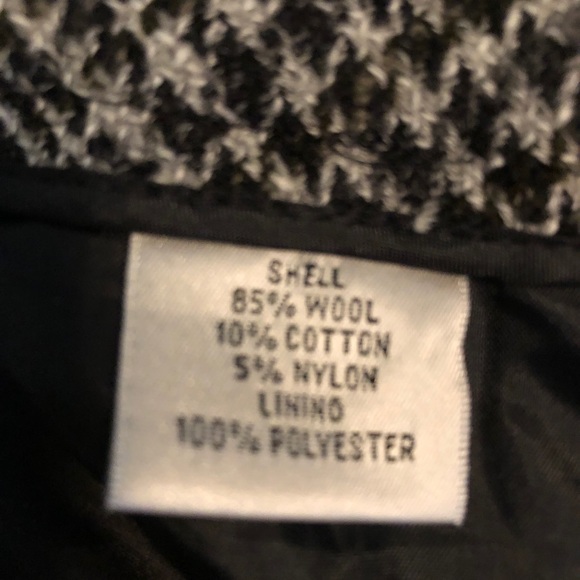 SHELL
85% WOOL
10% COTTON
5% NYLON
LINING
100% POLYESTER